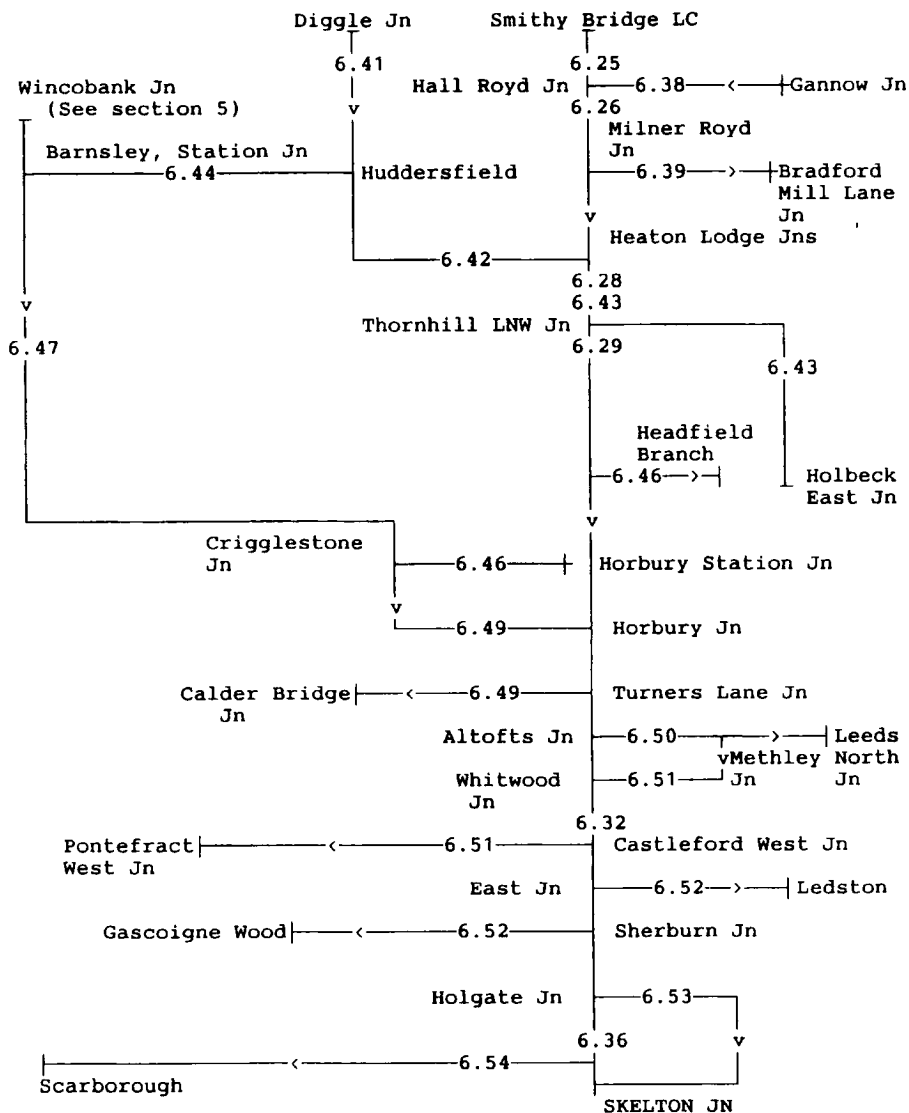 Diggle Jn Smithy Bridge LC
6.41 6.25
Wincobank Jn Hall Royd Jn 6.38 < Gannow Jn
(See section 5) v 6.26
Milner Royd
Barnsley, Station Jn Jn
6.44 Huddersfield 6.39 > Bradford
Mill Lane
v Jn
Heaton Lodge Jns
6.42
6.28
v 6.43
Thornhill LNW Jn
6.47 6.29
6.43
Headfield
Branch
6.46 > Holbeck
East Jn
v
Crigglestone
Jn 6.46 Horbury Station Jn
v
6.49 Horbury Jn
Calder Bridge < 6.49 Turners Lane Jn
Jn
Altofts Jn 6.50 > Leeds
vMethley North
Whitwood 6.51 Jn Jn
Jn
6.32
Pontefract < 6.51 Castleford West Jn
West Jn
East Jn 6.52 > Ledston
Gascoigne Wood < 6.52 Sherburn Jn
Holgate Jn 6.53
6.36 v
< 6.54
Scarborough
SKELTON JN